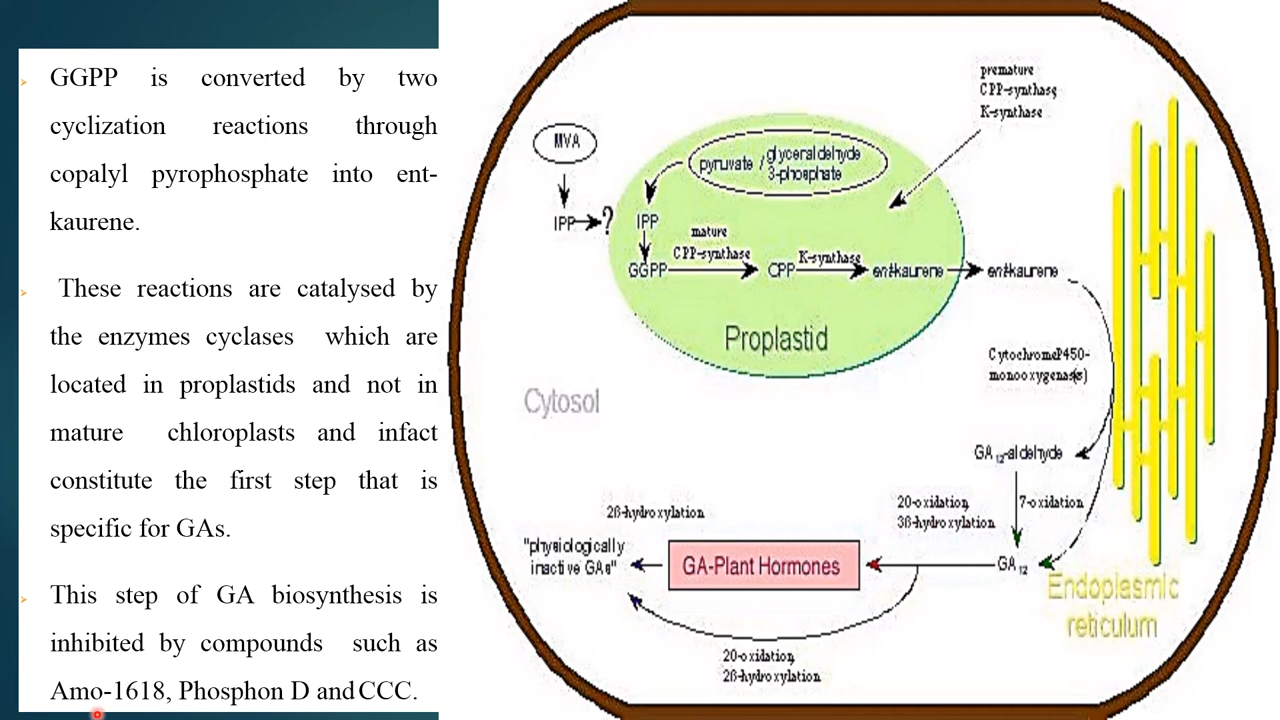 GGPP is converted by two
cyclization reactions through
copalyl pyrophosphate into ent-
kaurene.
These reactions are catalysed by
the enzymes cyclases which are
located in proplastids and not in
mature chloroplasts and infact
constitute the first step that is
specific for GAs.
This step of GA biosynthesis is
inhibited by compounds such as
Amo-1618, Phosphon D and CCC.
premature
CPP-synthase
K-synthase
MVA
pyruvate / glyceraldehyde
3-phosphate
IPP
?
IPP
mature
CPP-synthase
K-synthase
GGPP
CPP
ent-kaurene
ent-kaurene
Proplastid
CytochromeP450-
monooxygenase(s)
Cytosol
GA12-aldehyde
20-oxidation,
3ß-hydroxylation
7-oxidation
2ß-hydroxylation
"physiologically
inactive GAs"
GA-Plant Hormones
GA12
Endoplasmic
reticulum
20-oxidation,
2ß-hydroxylation